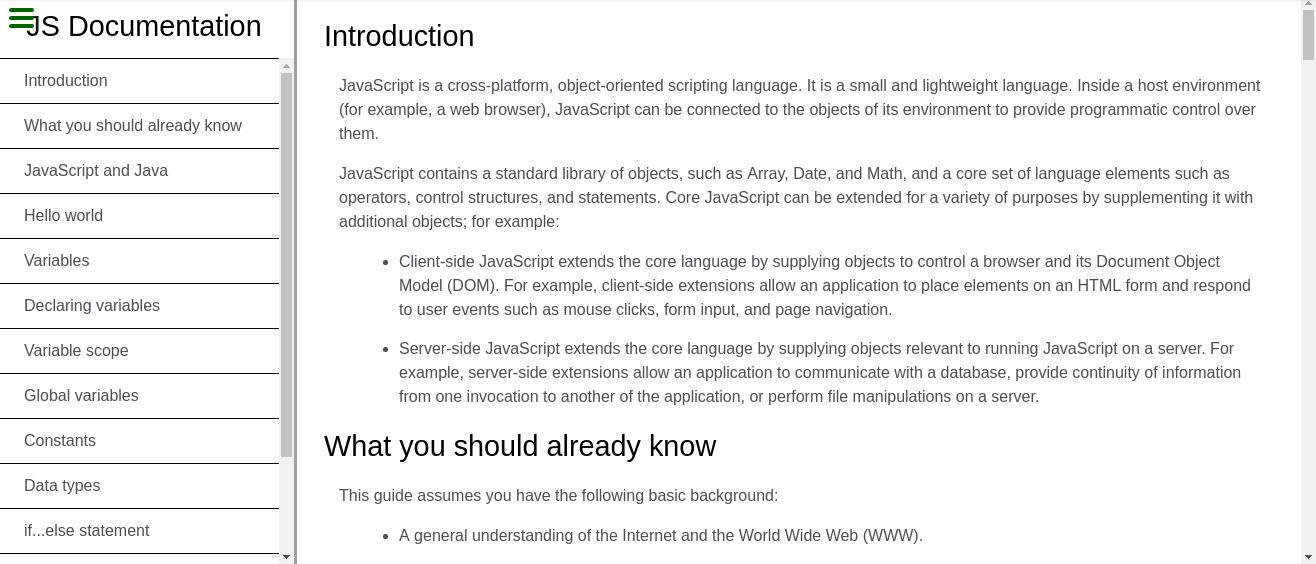 JS Documentation
Introduction
What you should already know
JavaScript and Java
Hello world
Variables
Declaring variables
Variable scope
Global variables
Constants
Data types
if...else statement
Introduction
JavaScript is a cross-platform, object-oriented scripting language. It is a small and lightweight language. Inside a host environment
(for example, a web browser), JavaScript can be connected to the objects of its environment to provide programmatic control over
them.
JavaScript contains a standard library of objects, such as Array, Date, and Math, and a core set of language elements such as
operators, control structures, and statements. Core JavaScript can be extended for a variety of purposes by supplementing it with
additional objects; for example:
• Client-side JavaScript extends the core language by supplying objects to control a browser and its Document Object
Model (DOM). For example, client-side extensions allow an application to place elements on an HTML form and respond
to user events such as mouse clicks, form input, and page navigation.
• Server-side JavaScript extends the core language by supplying objects relevant to running JavaScript on a server. For
example, server-side extensions allow an application to communicate with a database, provide continuity of information
from one invocation to another of the application, or perform file manipulations on a server.
What you should already know
This guide assumes you have the following basic background:
• A general understanding of the Internet and the World Wide Web (WWW).